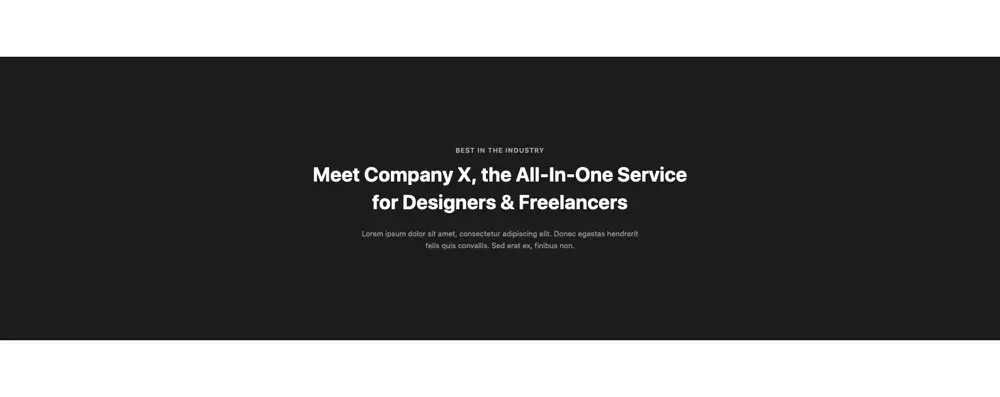 BEST IN THE INDUSTRY
Meet Company X, the All-In-One Service
for Designers & Freelancers
Lorem ipsum dolor sit amet, consectetur adipiscing elit. Donec egestas hendrerit
felis quis convallis. Sed erat ex, finibus non.